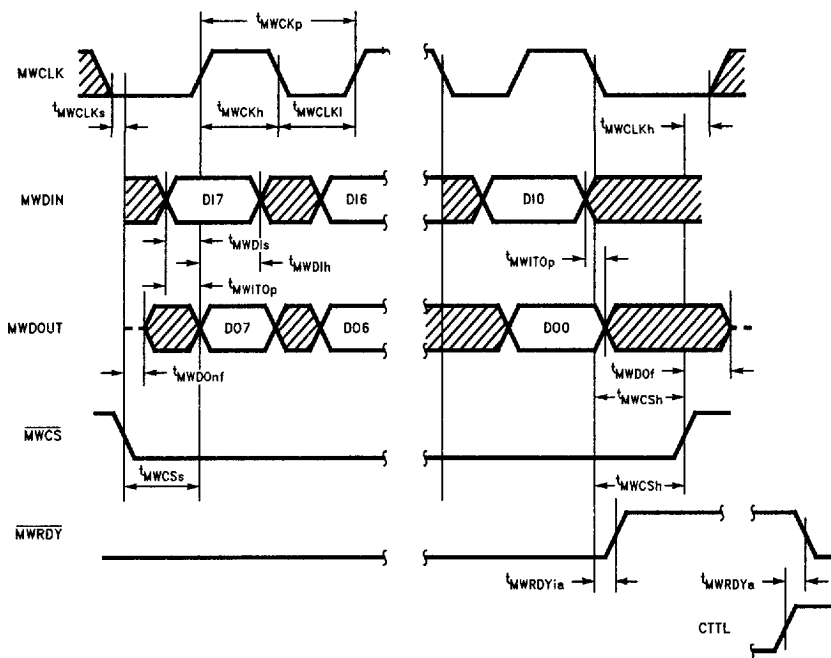 tMWCKp
MWCLK
tMWCLKs
tMWCKh
tMWCLKl
tMWCLKh
MWDIN
DI7
DI6
DI0
tMWDIs
tMWDIh
tMWITOp
tMWITOp
MWDOUT
DO7
DO6
DO0
tMWDOnf
tMWDOf
tMWCSh
MWCS
tMWCSs
tMWCSh
MWRDY
tMWRDYia
tMWRDYa
CTTL